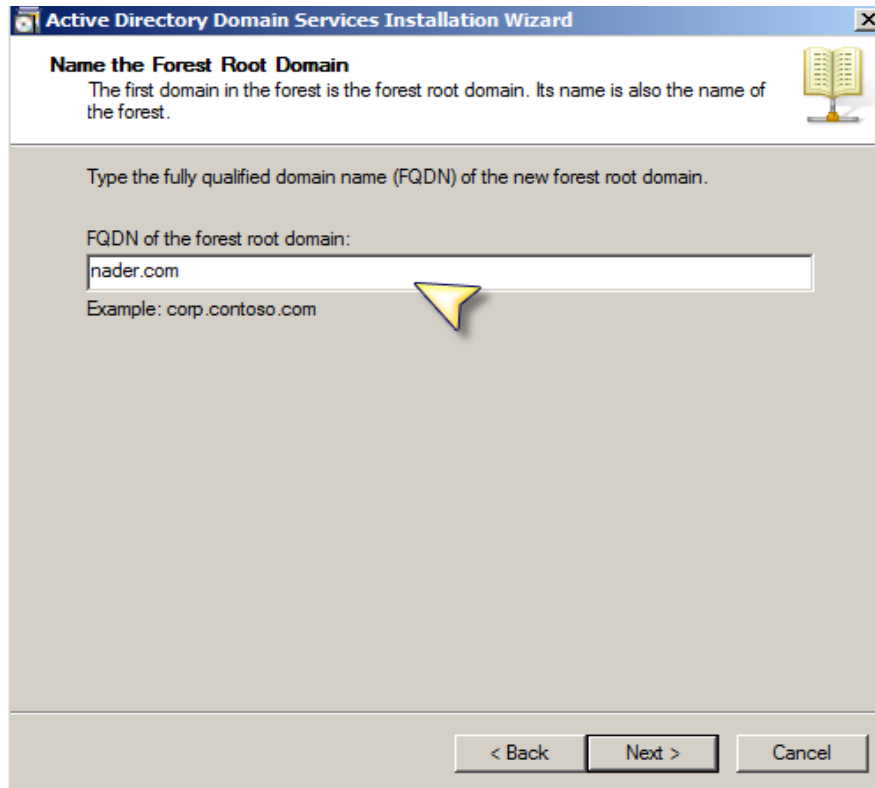 Active Directory Domain Services Installation Wizard
Name the Forest Root Domain
The first domain in the forest is the forest root domain. Its name is also the name of
the forest.
Type the fully qualified domain name (FQDN) of the new forest root domain.
FQDN of the forest root domain:
nader.com
Example: corp.contoso.com
< Back
Next >
Cancel